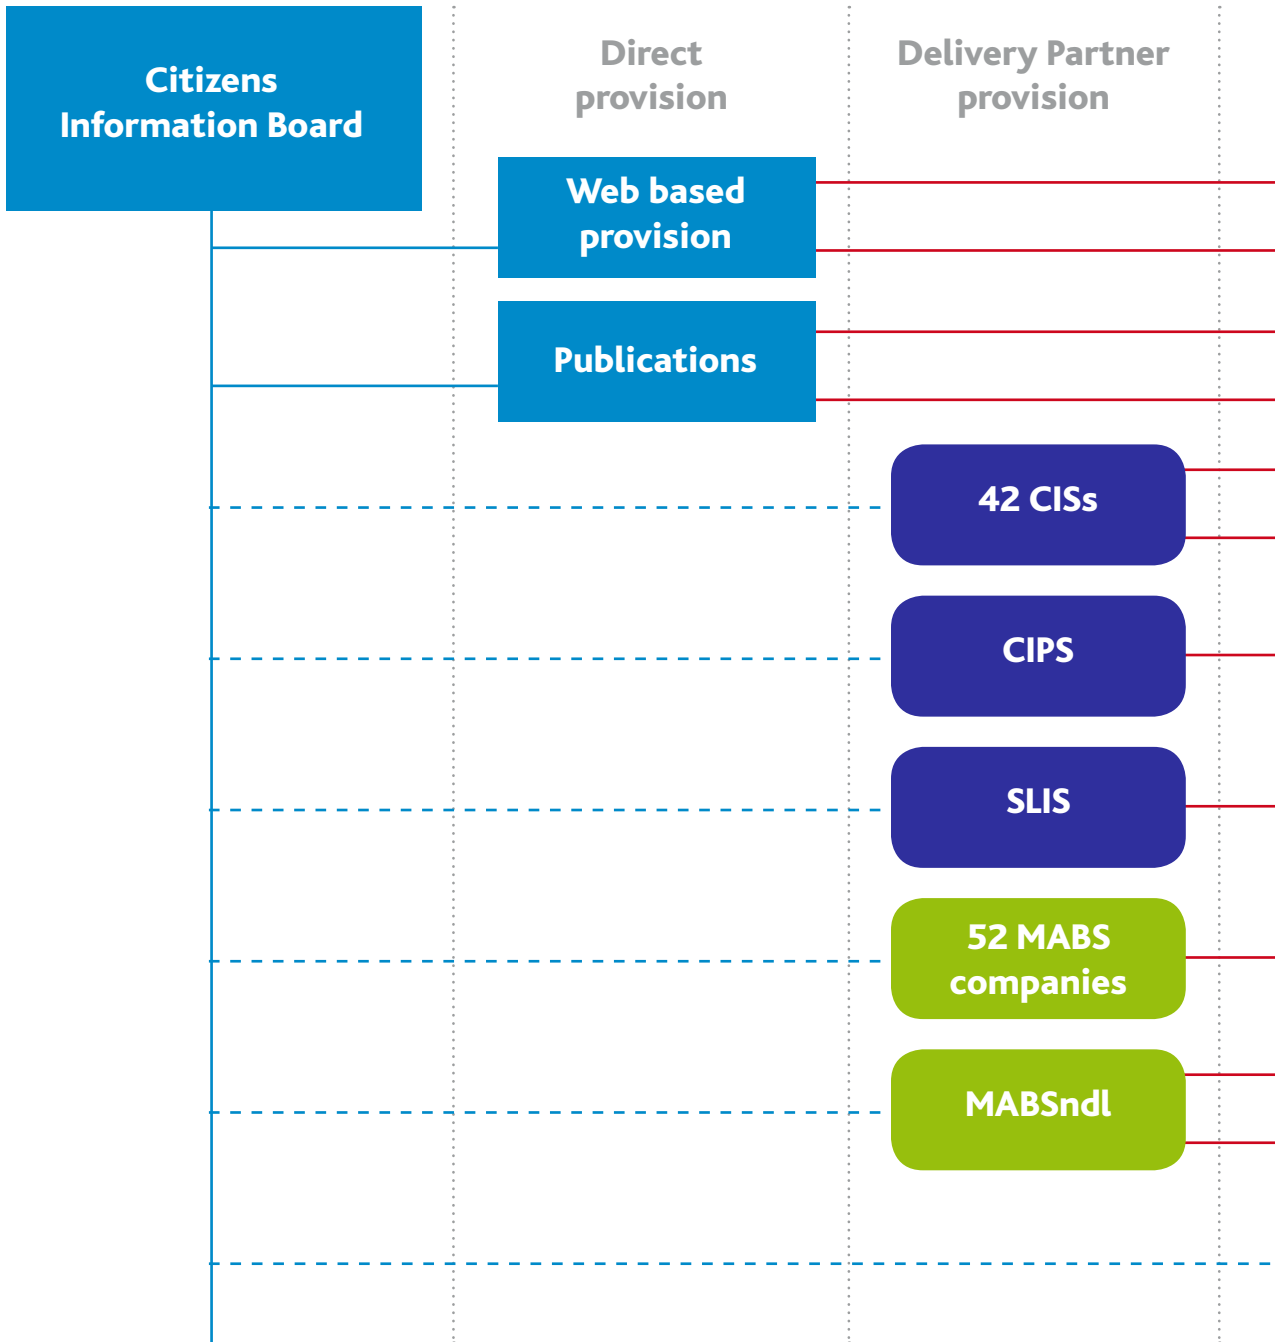 Citizens
Information Board
Direct
provision
Delivery Partner
provision
Web based
provision
Publications
42 CISs
CIPS
SLIS
52 MABS
companies
MABSndl